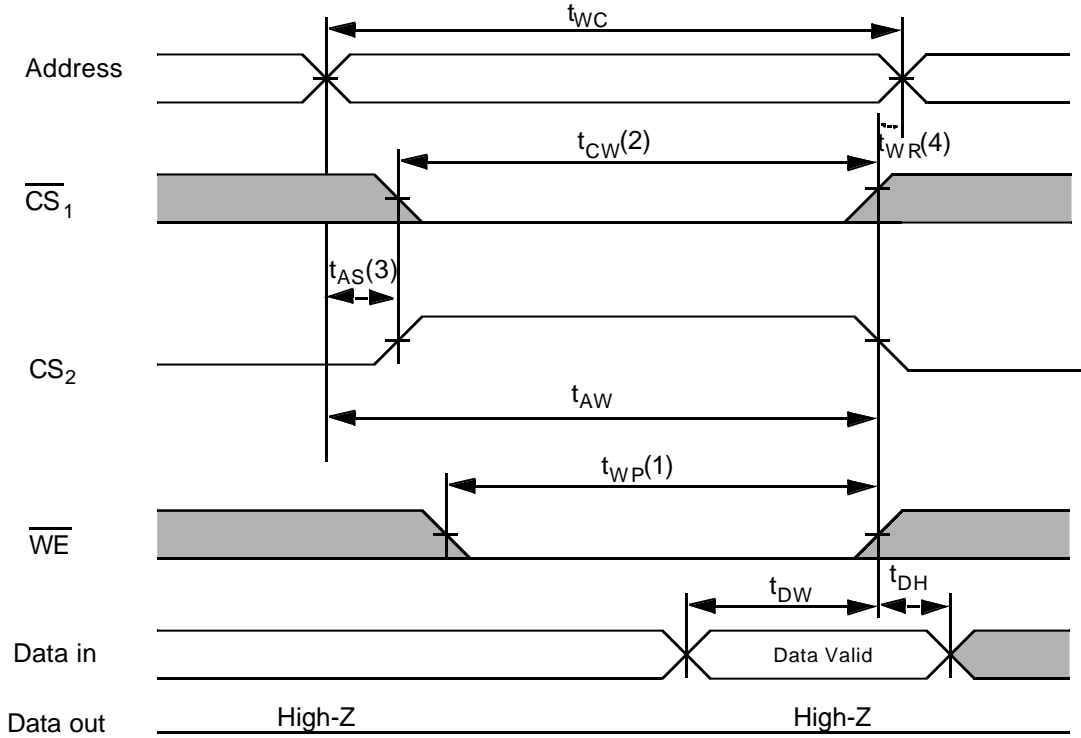 tWC
Address
tCW(2)
tWR(4)
CS1
tAS(3)
CS2
tAW
tWP(1)
WE
tDW
tDH
Data in
Data Valid
Data out
High-Z
High-Z